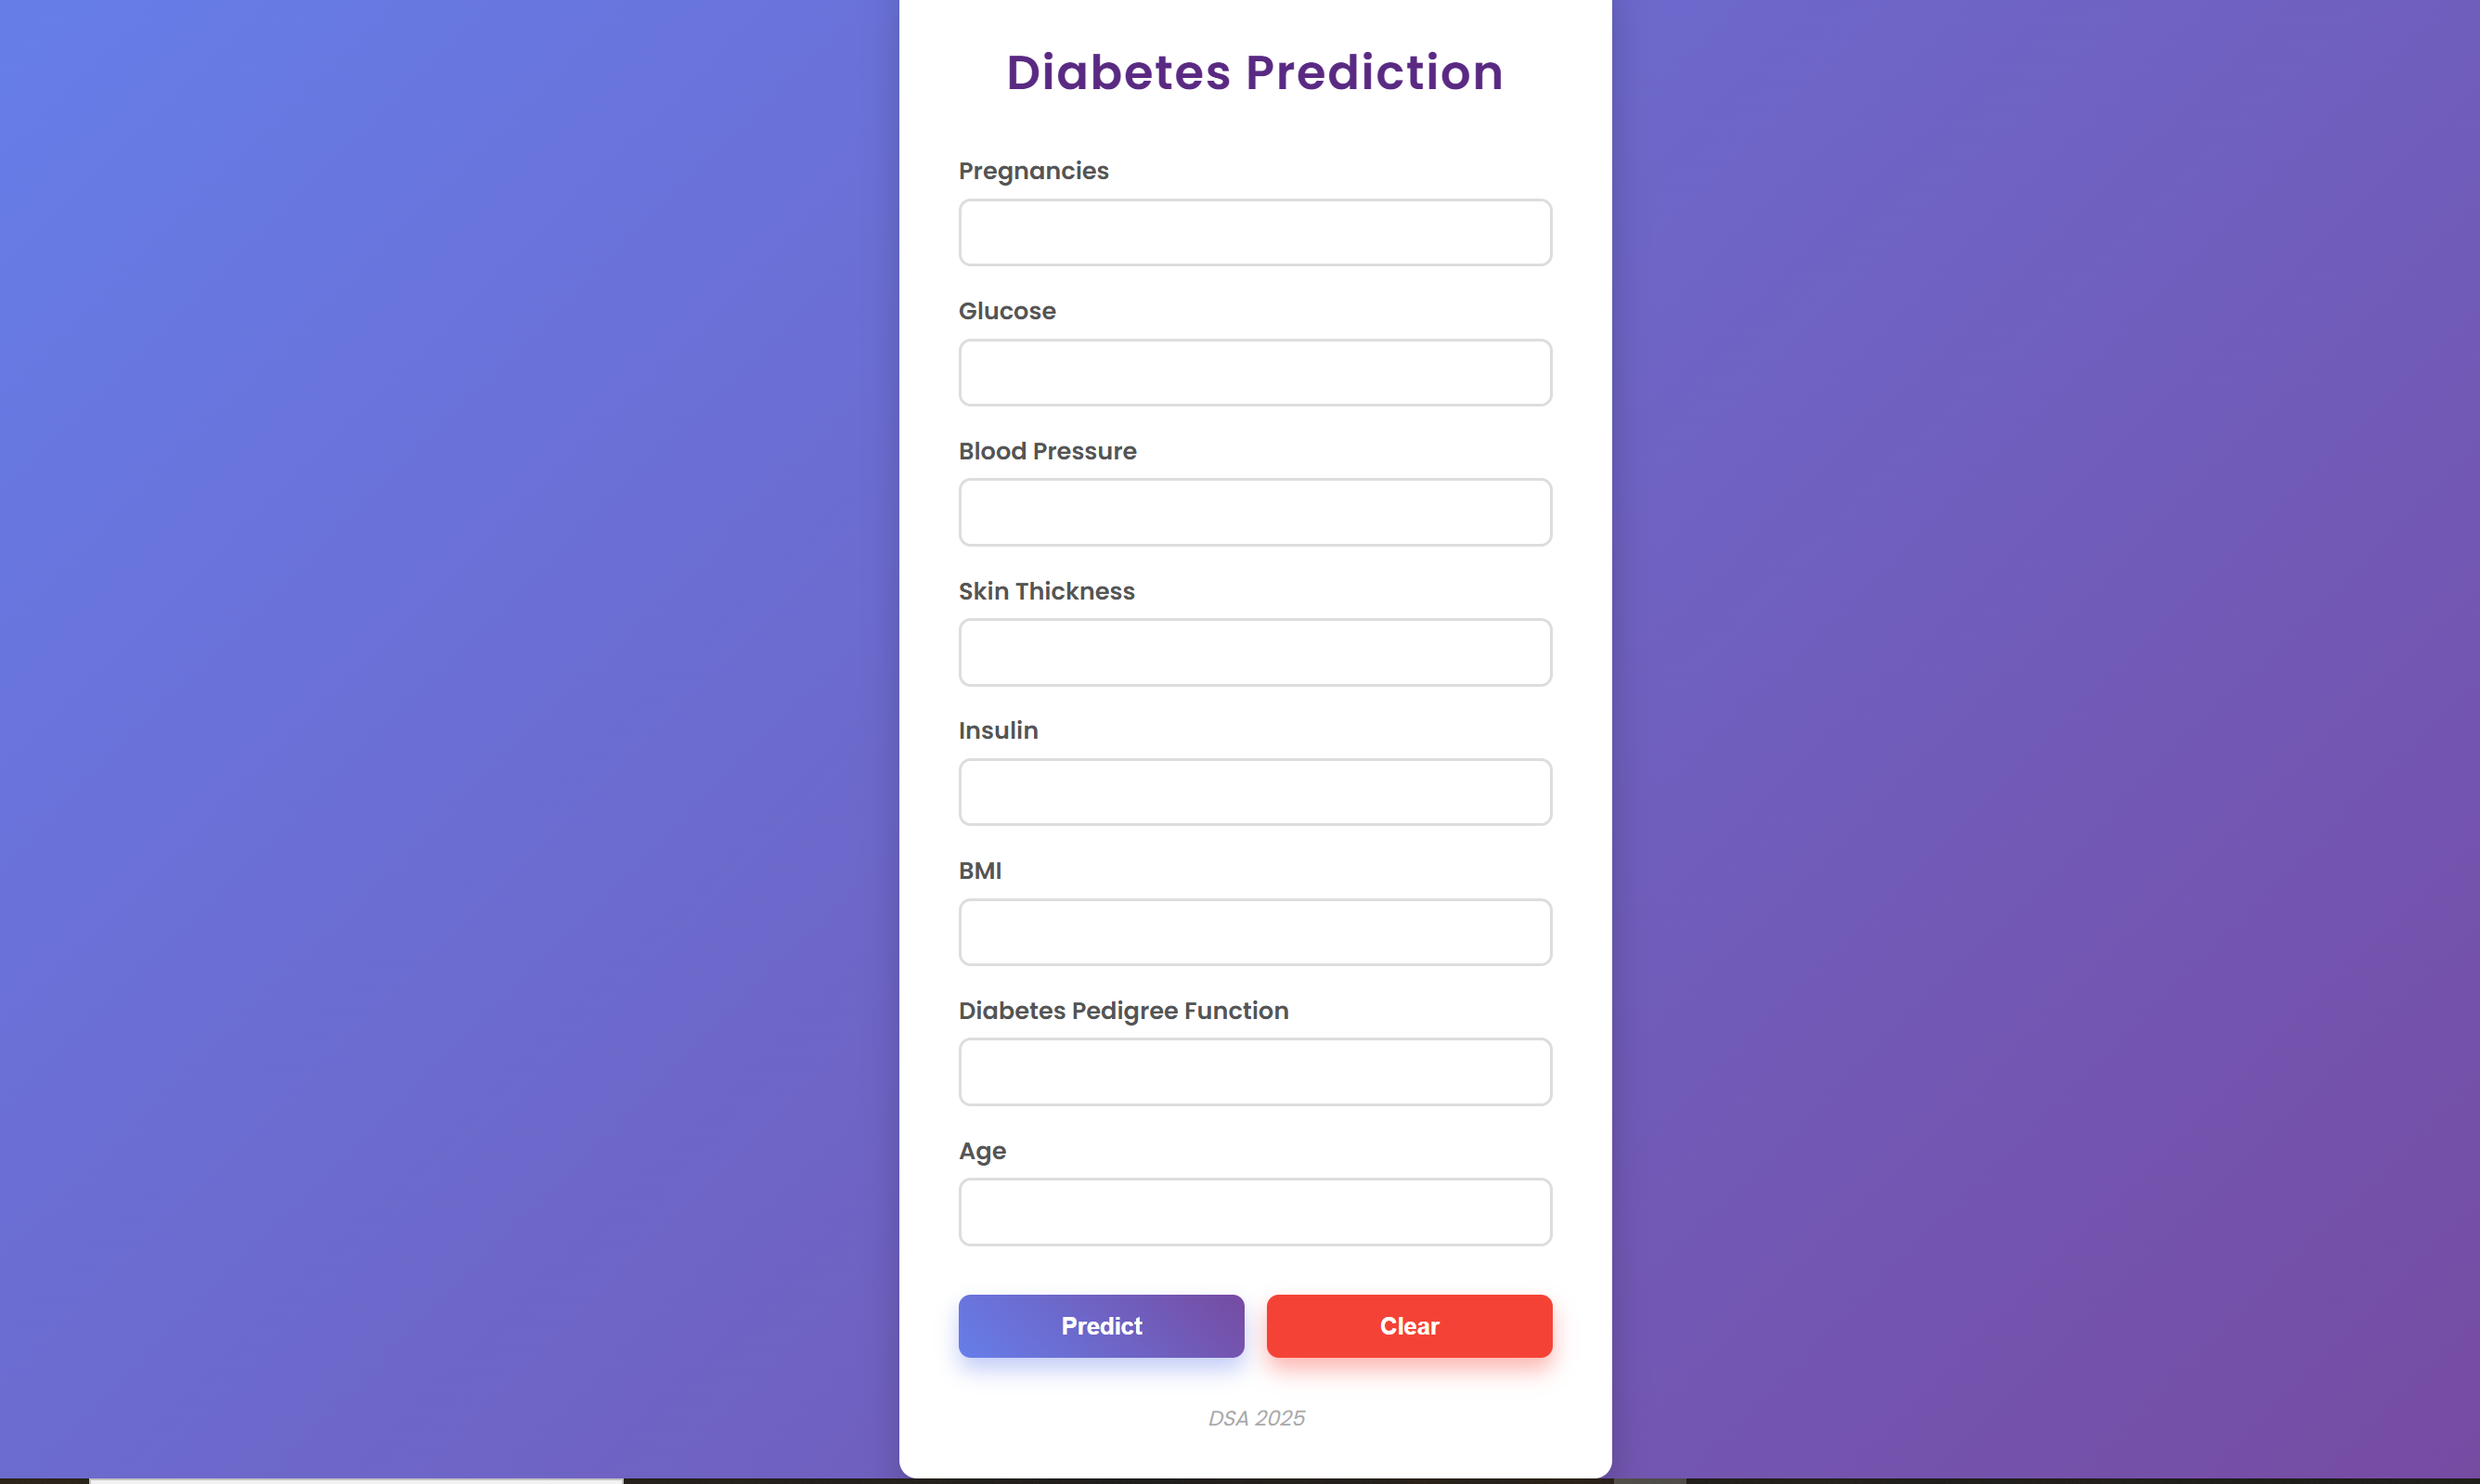 Diabetes Prediction
Pregnancies
Glucose
Blood Pressure
Skin Thickness
Insulin
BMI
Diabetes Pedigree Function
Age
Predict
Clear
DSA 2025